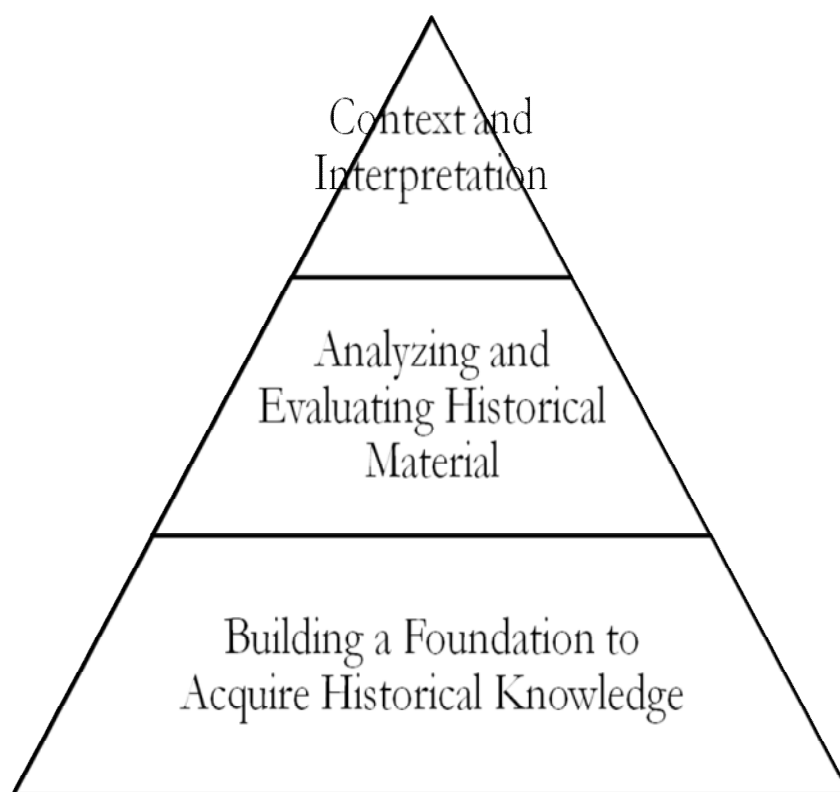 Context and
Interpretation
Analyzing and
Evaluating Historical
Material
Building a Foundation to
Acquire Historical Knowledge